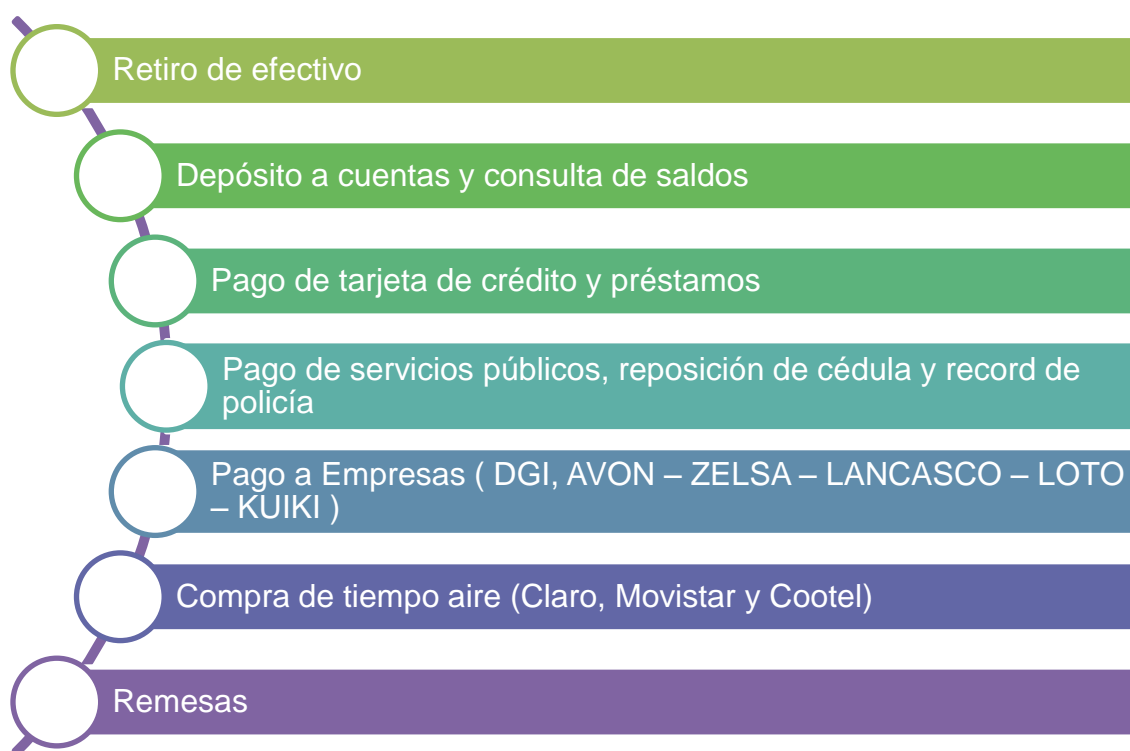 Retiro de efectivo
Depósito a cuentas y consulta de saldos
Pago de tarjeta de crédito y préstamos
Pago de servicios públicos, reposición de cédula y record de
policía
Pago a Empresas ( DGI, AVON – ZELSA – LANCASCO – LOTO
– KUIKI )
Compra de tiempo aire (Claro, Movistar y Cootel)
Remesas